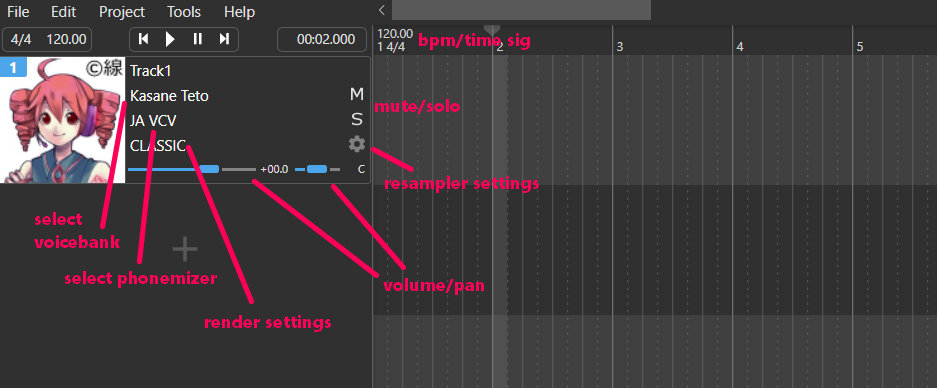 File Edit Project Tools Help
4/4 120.00 00:02.000
120.00
1 4/4 bpm/time sig
2 3 4 5
1 ©線
Track1
Kasane Teto M
mute/solo
JA VCV S
CLASSIC
+00.0 C
resampler settings
select
voicebank
select phonemizer
volume/pan
render settings